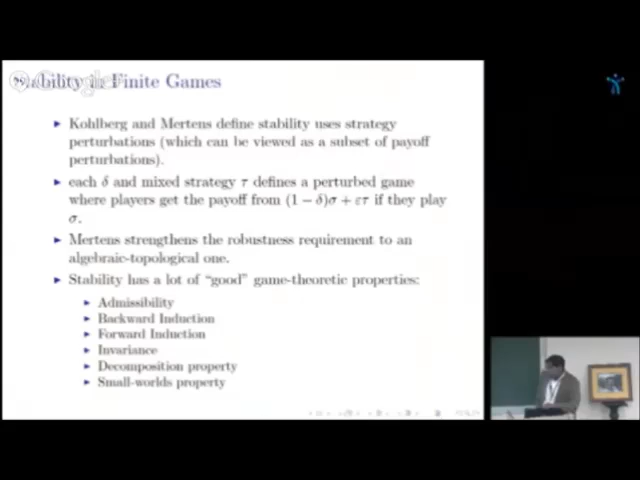 Stability in Finite Games
▶ Kohlberg and Mertens define stability uses strategy
perturbations (which can be viewed as a subset of payoff
perturbations).
▶ each δ and mixed strategy τ defines a perturbed game
where players get the payoff from (1 − δ)σ + ετ if they play
σ.
▶ Mertens strengthens the robustness requirement to an
algebraic-topological one.
▶ Stability has a lot of "good" game-theoretic properties:
▶ Admissibility
▶ Backward Induction
▶ Forward Induction
▶ Invariance
▶ Decomposition property
▶ Small-worlds property